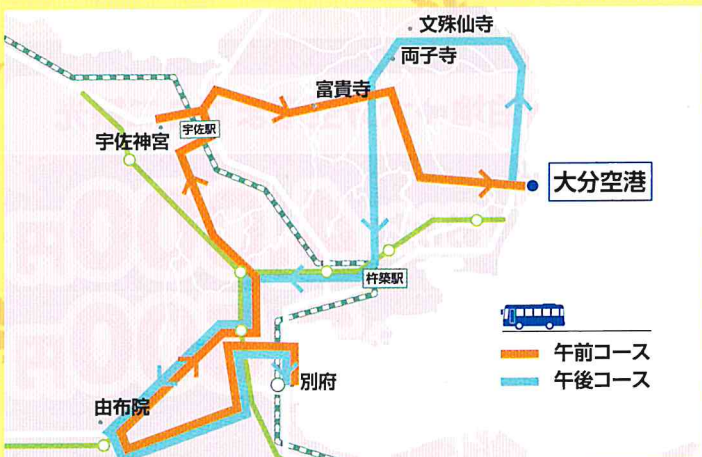 文殊仙寺
両子寺
富貴寺
宇佐駅
宇佐神宮
大分空港
杵築駅
午前コース
午後コース
別府
由布院